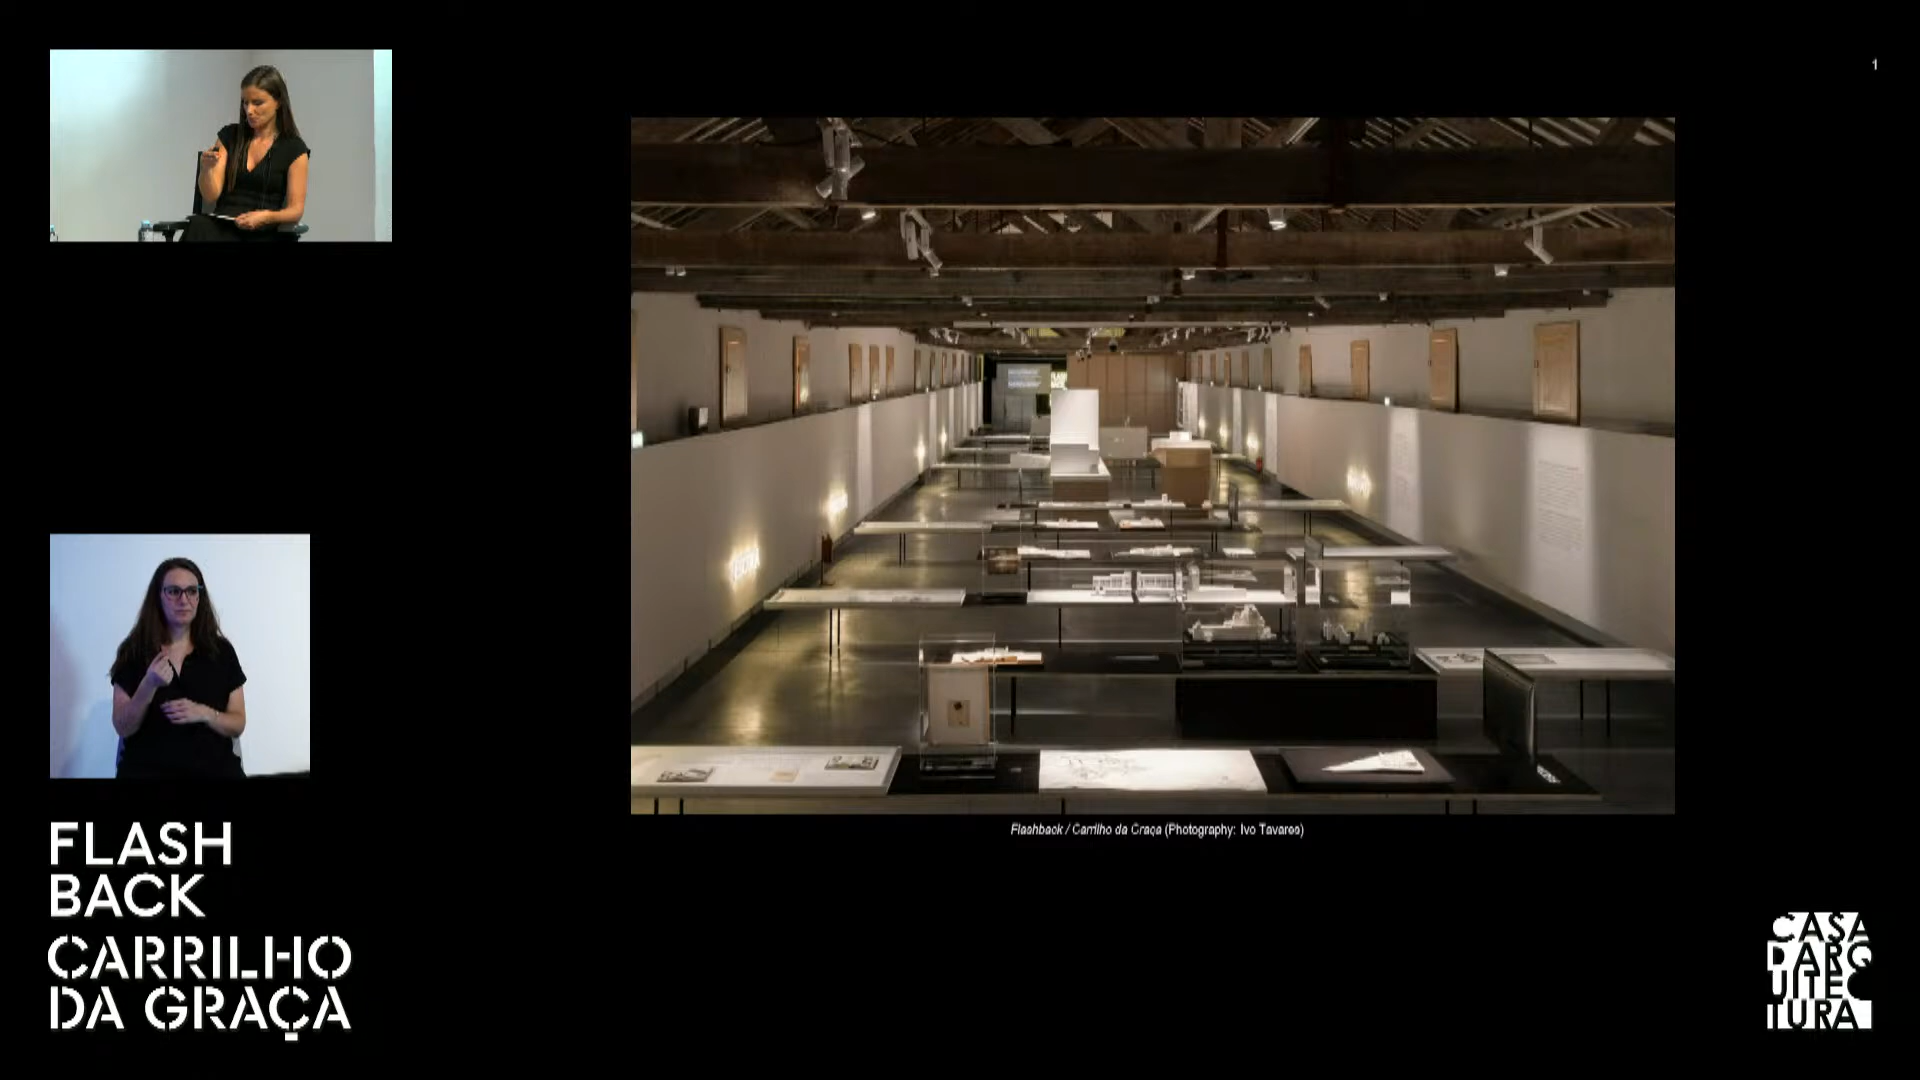 1
Flashback / Carrilho da Graça (Photography: Ivo Tavares)
FLASH
BACK
CARRILHO
DA GRAÇA
CASA
DARQ
UITEC
TURA